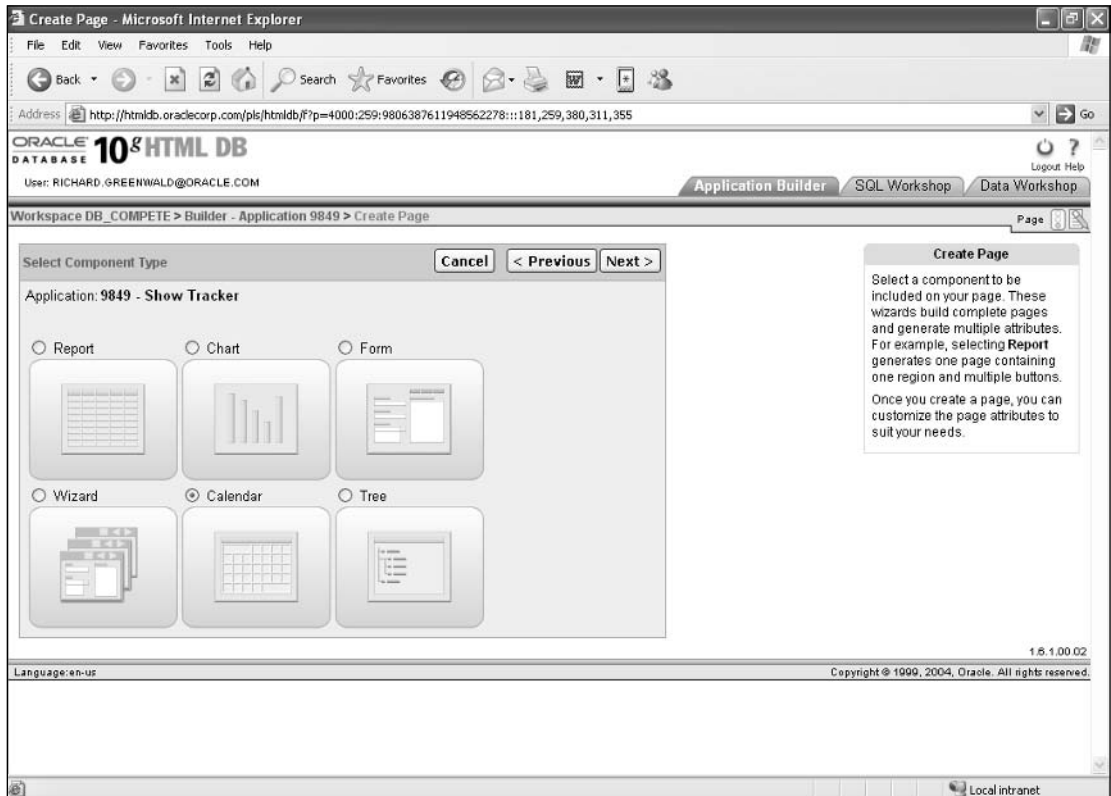 Create Page - Microsoft Internet Explorer
File Edit View Favorites Tools Help
Back Search Favorites
Address http://htmldb.oraclecorp.com/pls/htmldb/f?p=4000:259:9806387611948562278:::181,259,380,311,355 Go
ORACLE DATABASE 10g HTML DB
Logout Help
User: RICHARD.GREENWALD@ORACLE.COM
Application Builder SQL Workshop Data Workshop
Workspace DB_COMPETE > Builder - Application 9849 > Create Page
Page
Select Component Type Cancel < Previous Next >
Application: 9849 - Show Tracker
Report Chart Form
Wizard Calendar Tree
Create Page
Select a component to be
included on your page. These
wizards build complete pages
and generate multiple attributes.
For example, selecting Report
generates one page containing
one region and multiple buttons.
Once you create a page, you can
customize the page attributes to
suit your needs.
1.6.1.00.02
Language:en-us Copyright © 1999, 2004, Oracle. All rights reserved.
Local intranet